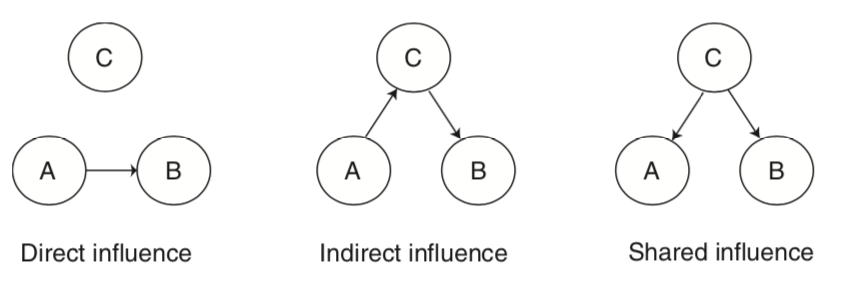 C
C
C
A
B
A
B
A
B
Direct influence
Indirect influence
Shared influence